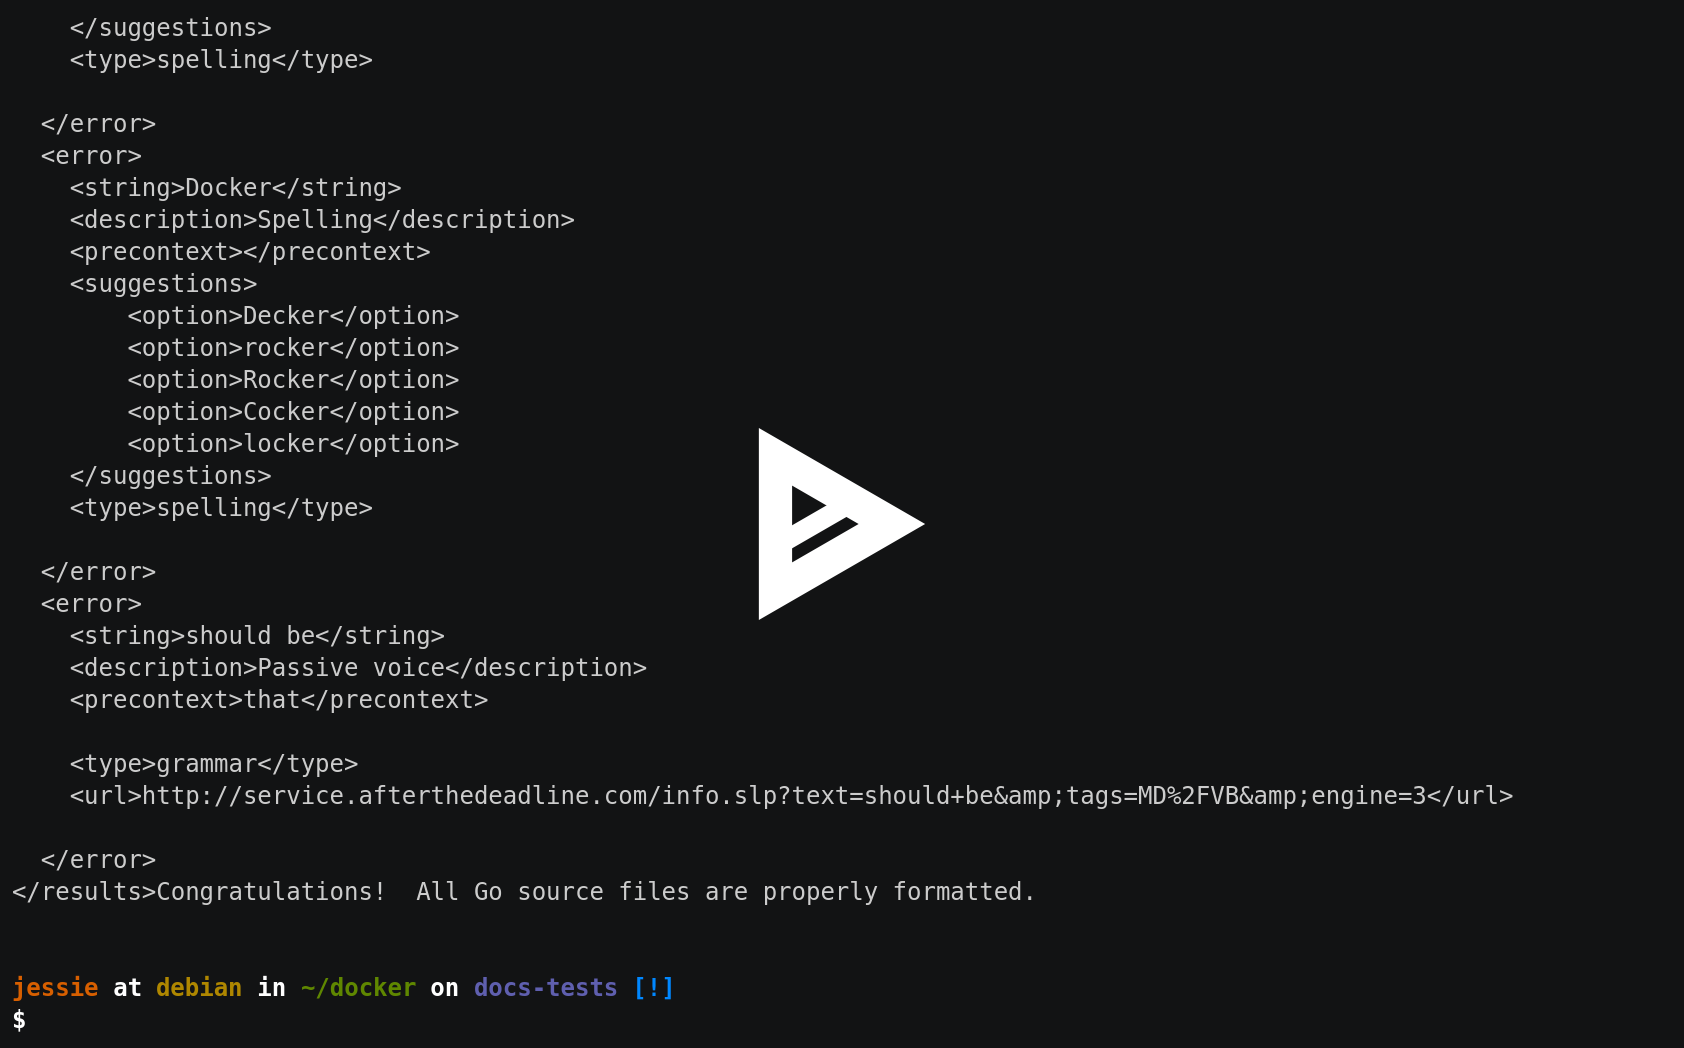 </suggestions>
    <type>spelling</type>

  </error>
  <error>
    <string>Docker</string>
    <description>Spelling</description>
    <precontext></precontext>
    <suggestions>
        <option>Decker</option>
        <option>rocker</option>
        <option>Rocker</option>
        <option>Cocker</option>
        <option>locker</option>
    </suggestions>
    <type>spelling</type>

  </error>
  <error>
    <string>should be</string>
    <description>Passive voice</description>
    <precontext>that</precontext>

    <type>grammar</type>
    <url>http://service.afterthedeadline.com/info.slp?text=should+be&amp;tags=MD%2FVB&amp;engine=3</url>

  </error>
</results>Congratulations!  All Go source files are properly formatted.


jessie at debian in ~/docker on docs-tests [!]
$